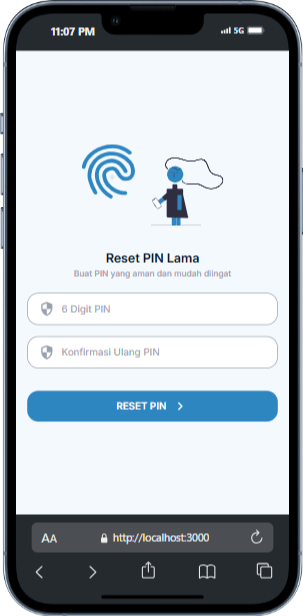 11:07 PM 5G
Reset PIN Lama
Buat PIN yang aman dan mudah diingat
6 Digit PIN
Konfirmasi Ulang PIN
RESET PIN
AA http://localhost:3000